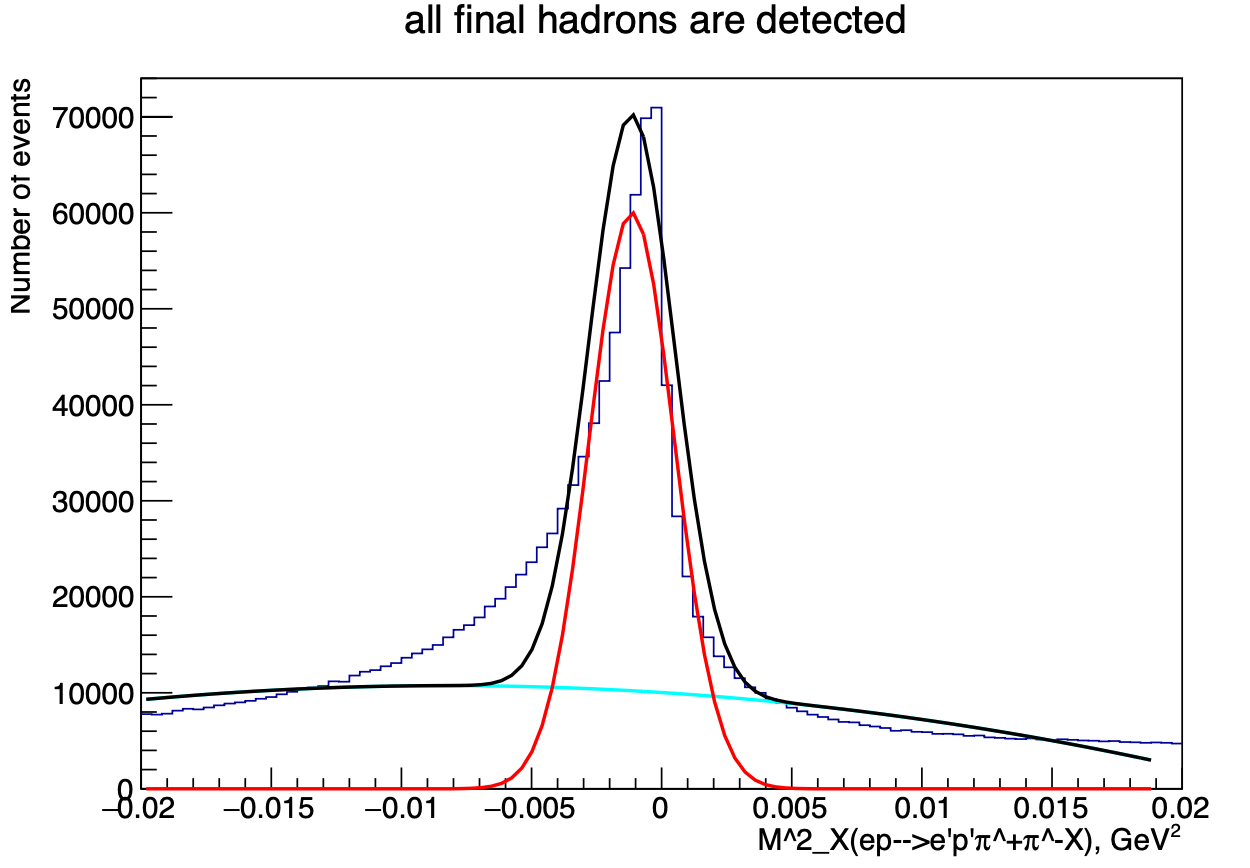 all final hadrons are detected
Number of events
70000
60000
50000
40000
30000
20000
10000
0
−0.02 −0.015 −0.01 −0.005 0 0.005 0.01 0.015 0.02
M^2_X(ep-->e'p'π^+π^-X), GeV²